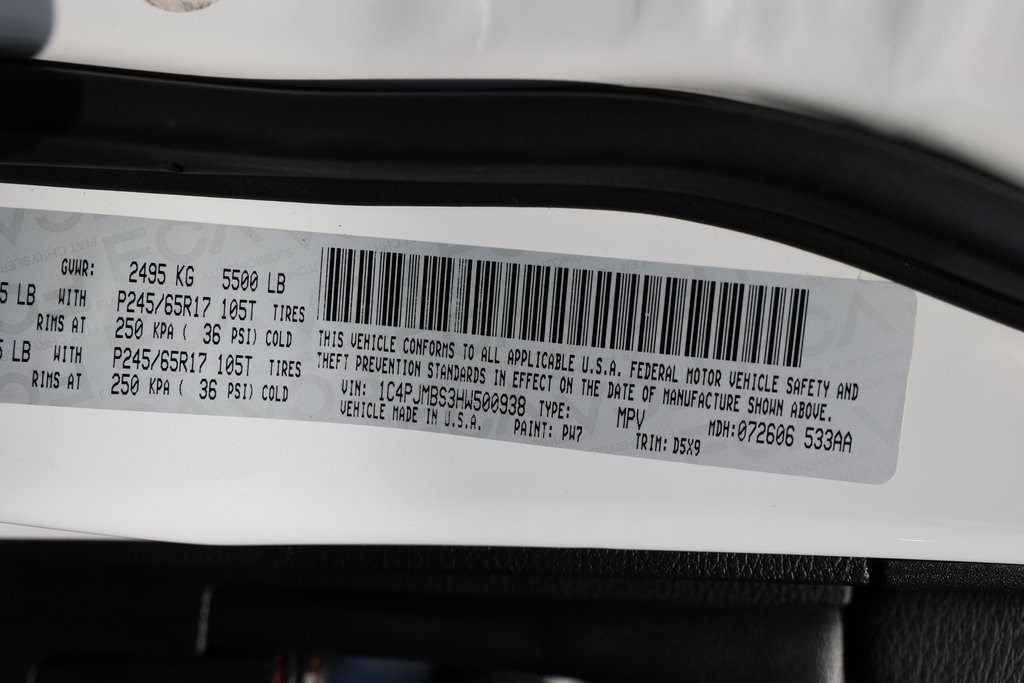 GVWR: 2495 KG 5500 LB
5 LB WITH P245/65R17 105T TIRES
RIMS AT 250 KPA ( 36 PSI) COLD
5 LB WITH P245/65R17 105T TIRES
RIMS AT 250 KPA ( 36 PSI) COLD
THIS VEHICLE CONFORMS TO ALL APPLICABLE U.S.A. FEDERAL MOTOR VEHICLE SAFETY AND
THEFT PREVENTION STANDARDS IN EFFECT ON THE DATE OF MANUFACTURE SHOWN ABOVE.
VIN: 1C4PJMBS3HW500938 TYPE: MPV MDH:072606 533AA
VEHICLE MADE IN U.S.A. PAINT: PW7 TRIM: D5X9